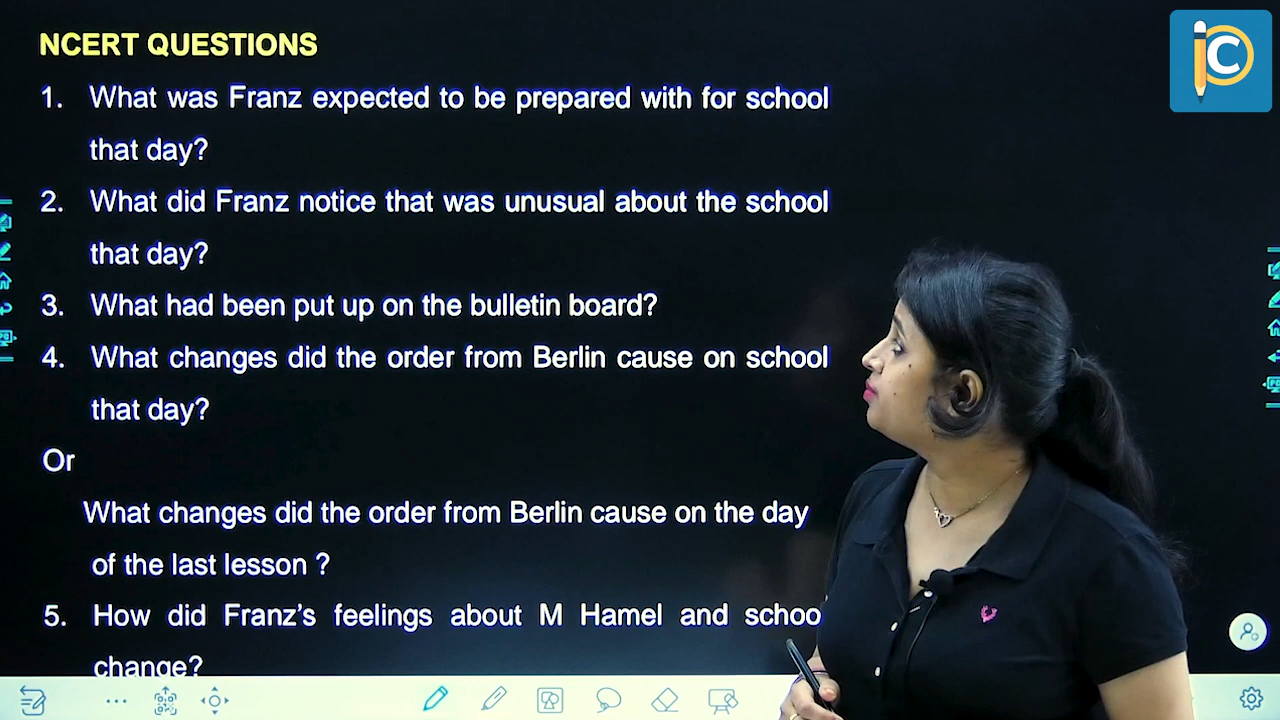 NCERT QUESTIONS
1. What was Franz expected to be prepared with for school
that day?
2. What did Franz notice that was unusual about the school
that day?
3. What had been put up on the bulletin board?
4. What changes did the order from Berlin cause on school
that day?
Or
What changes did the order from Berlin cause on the day
of the last lesson ?
5. How did Franz's feelings about M Hamel and schoo
change?